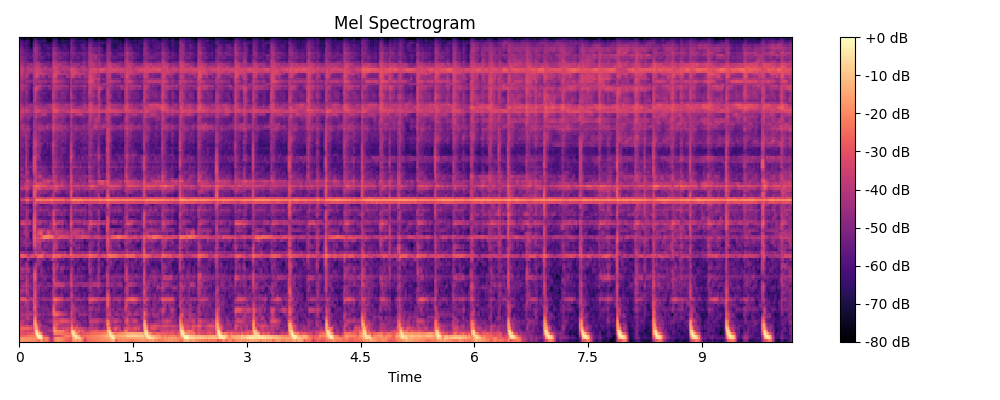 Mel Spectrogram
+0 dB
-10 dB
-20 dB
-30 dB
-40 dB
-50 dB
-60 dB
-70 dB
-80 dB
0 1.5 3 4.5 6 7.5 9
Time